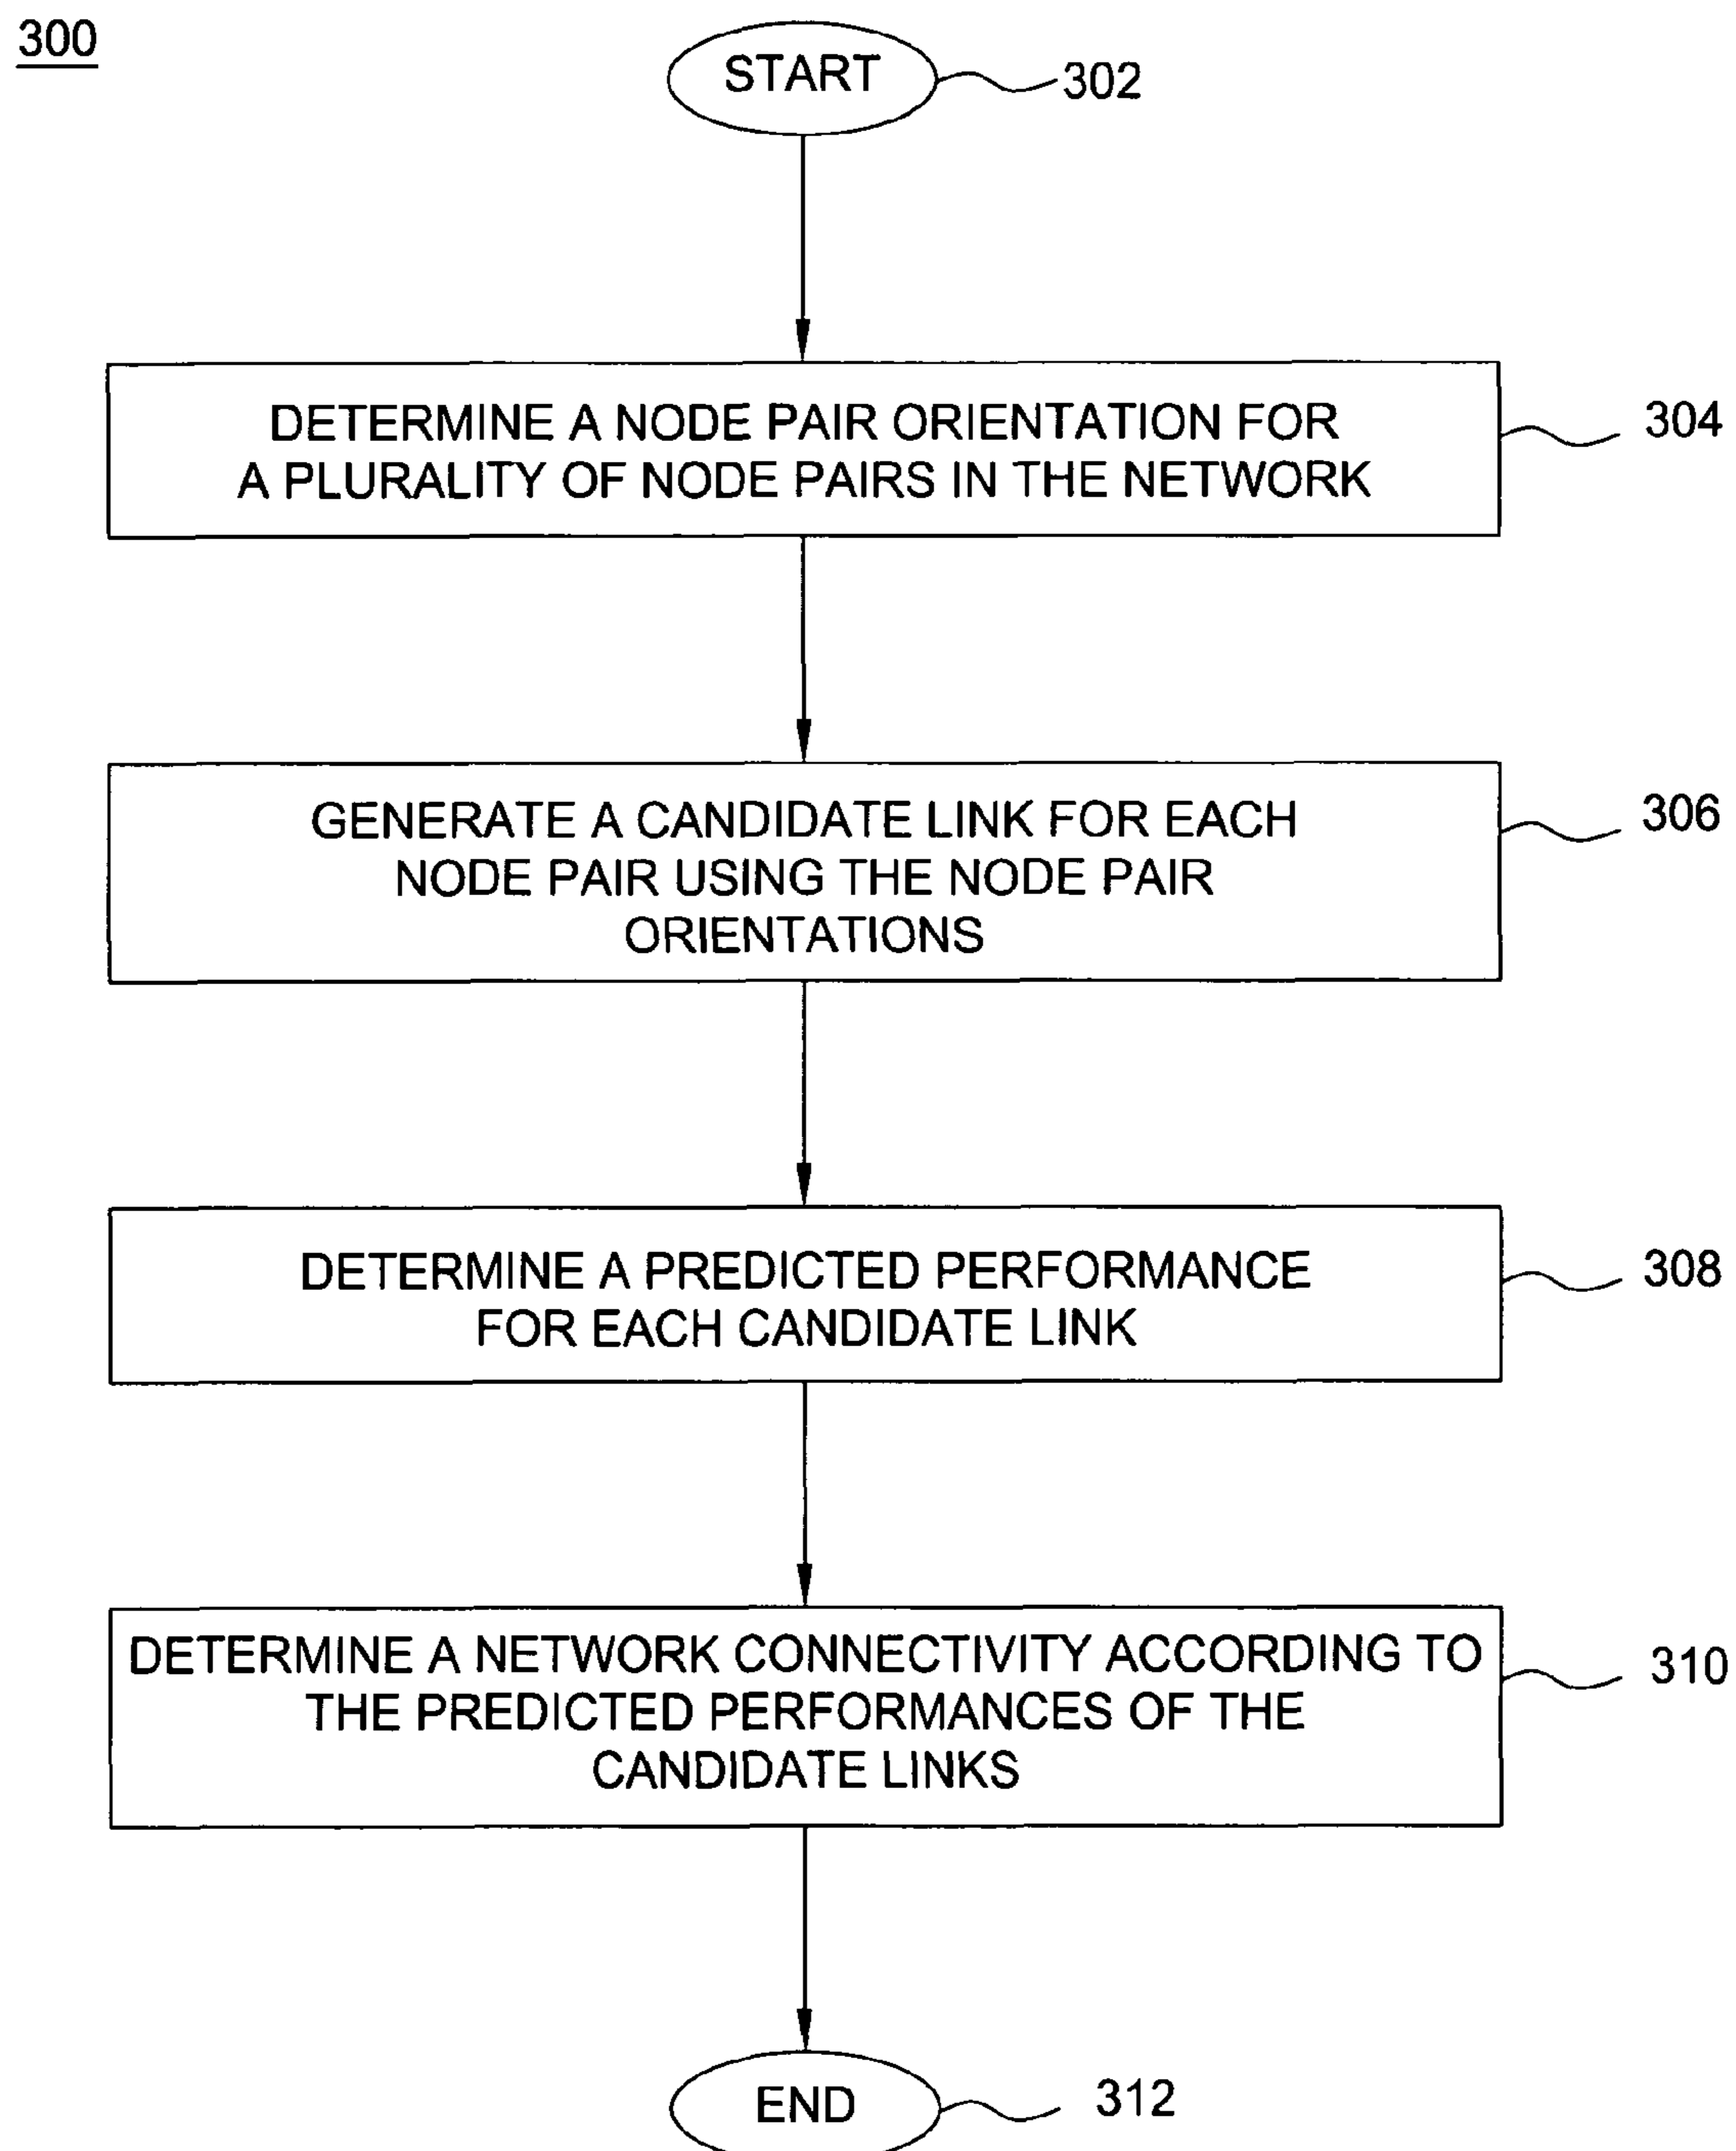 300
START
302
DETERMINE A NODE PAIR ORIENTATION FOR
A PLURALITY OF NODE PAIRS IN THE NETWORK
304
GENERATE A CANDIDATE LINK FOR EACH
NODE PAIR USING THE NODE PAIR
ORIENTATIONS
306
DETERMINE A PREDICTED PERFORMANCE
FOR EACH CANDIDATE LINK
308
DETERMINE A NETWORK CONNECTIVITY ACCORDING TO
THE PREDICTED PERFORMANCES OF THE
CANDIDATE LINKS
310
END
312